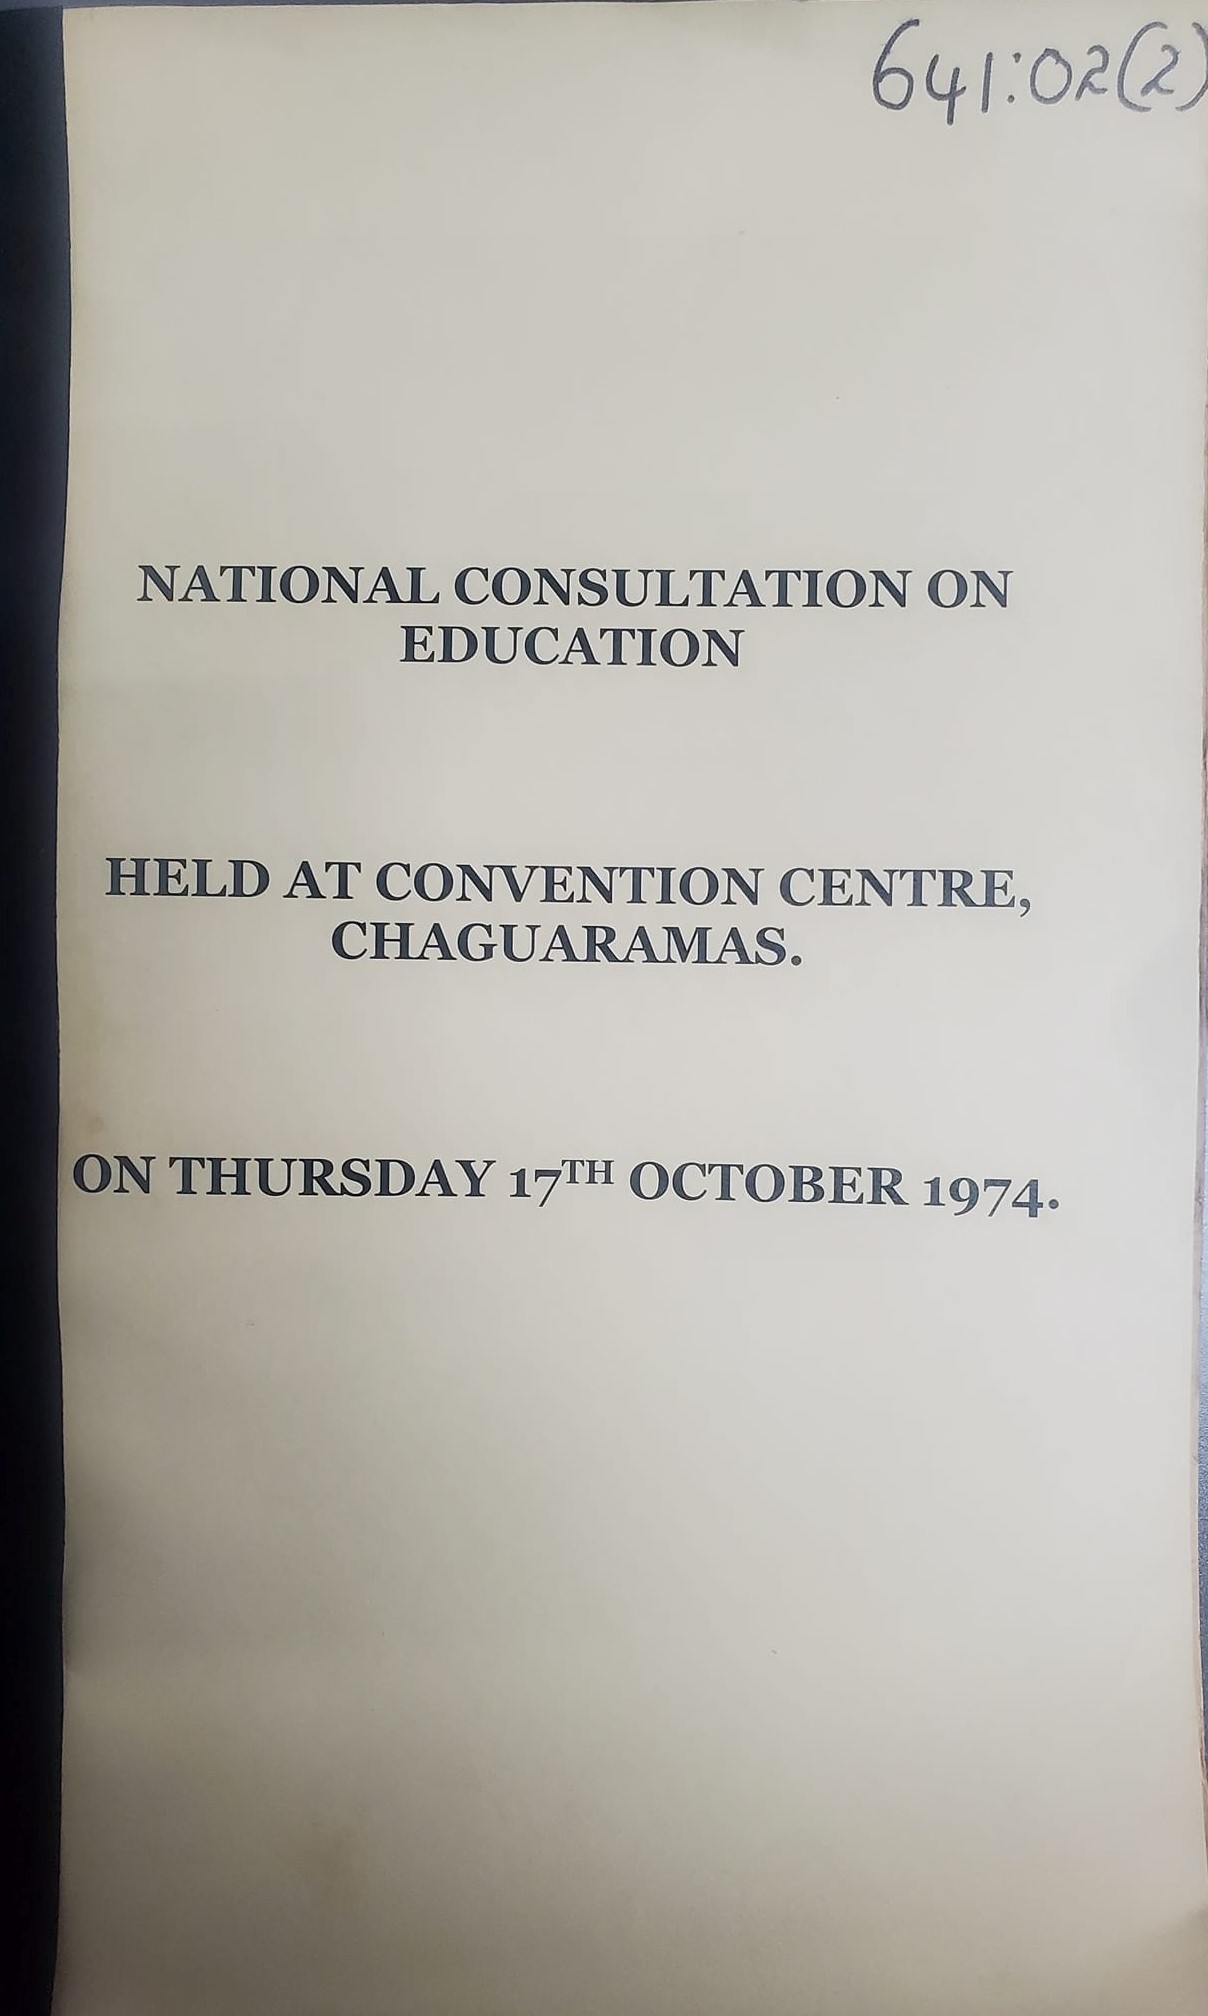 641:02(2)
NATIONAL CONSULTATION ON
EDUCATION
HELD AT CONVENTION CENTRE,
CHAGUARAMAS.
ON THURSDAY 17TH OCTOBER 1974.